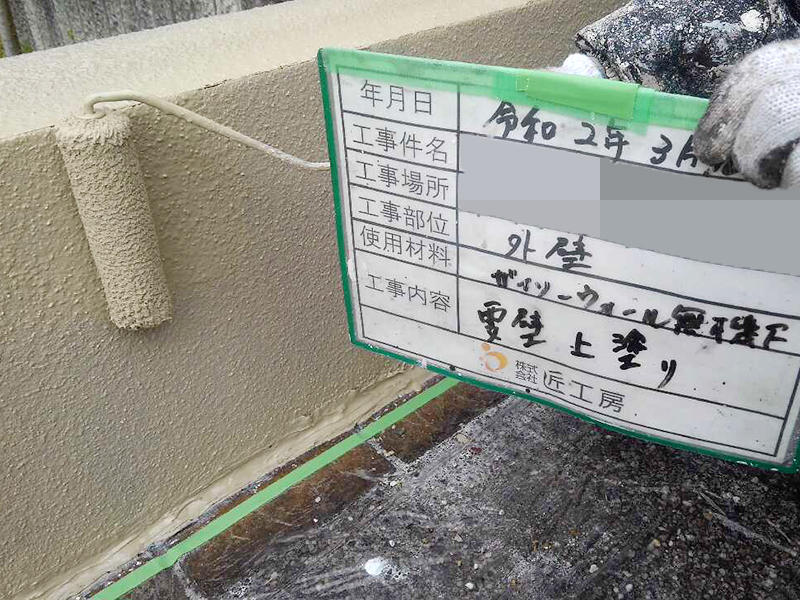 年月日 令和 2年 3月
工事件名
工事場所
工事部位 外壁
使用材料 ガイソーウォール無機F
工事内容 壁 上塗り
株式会社 匠工房